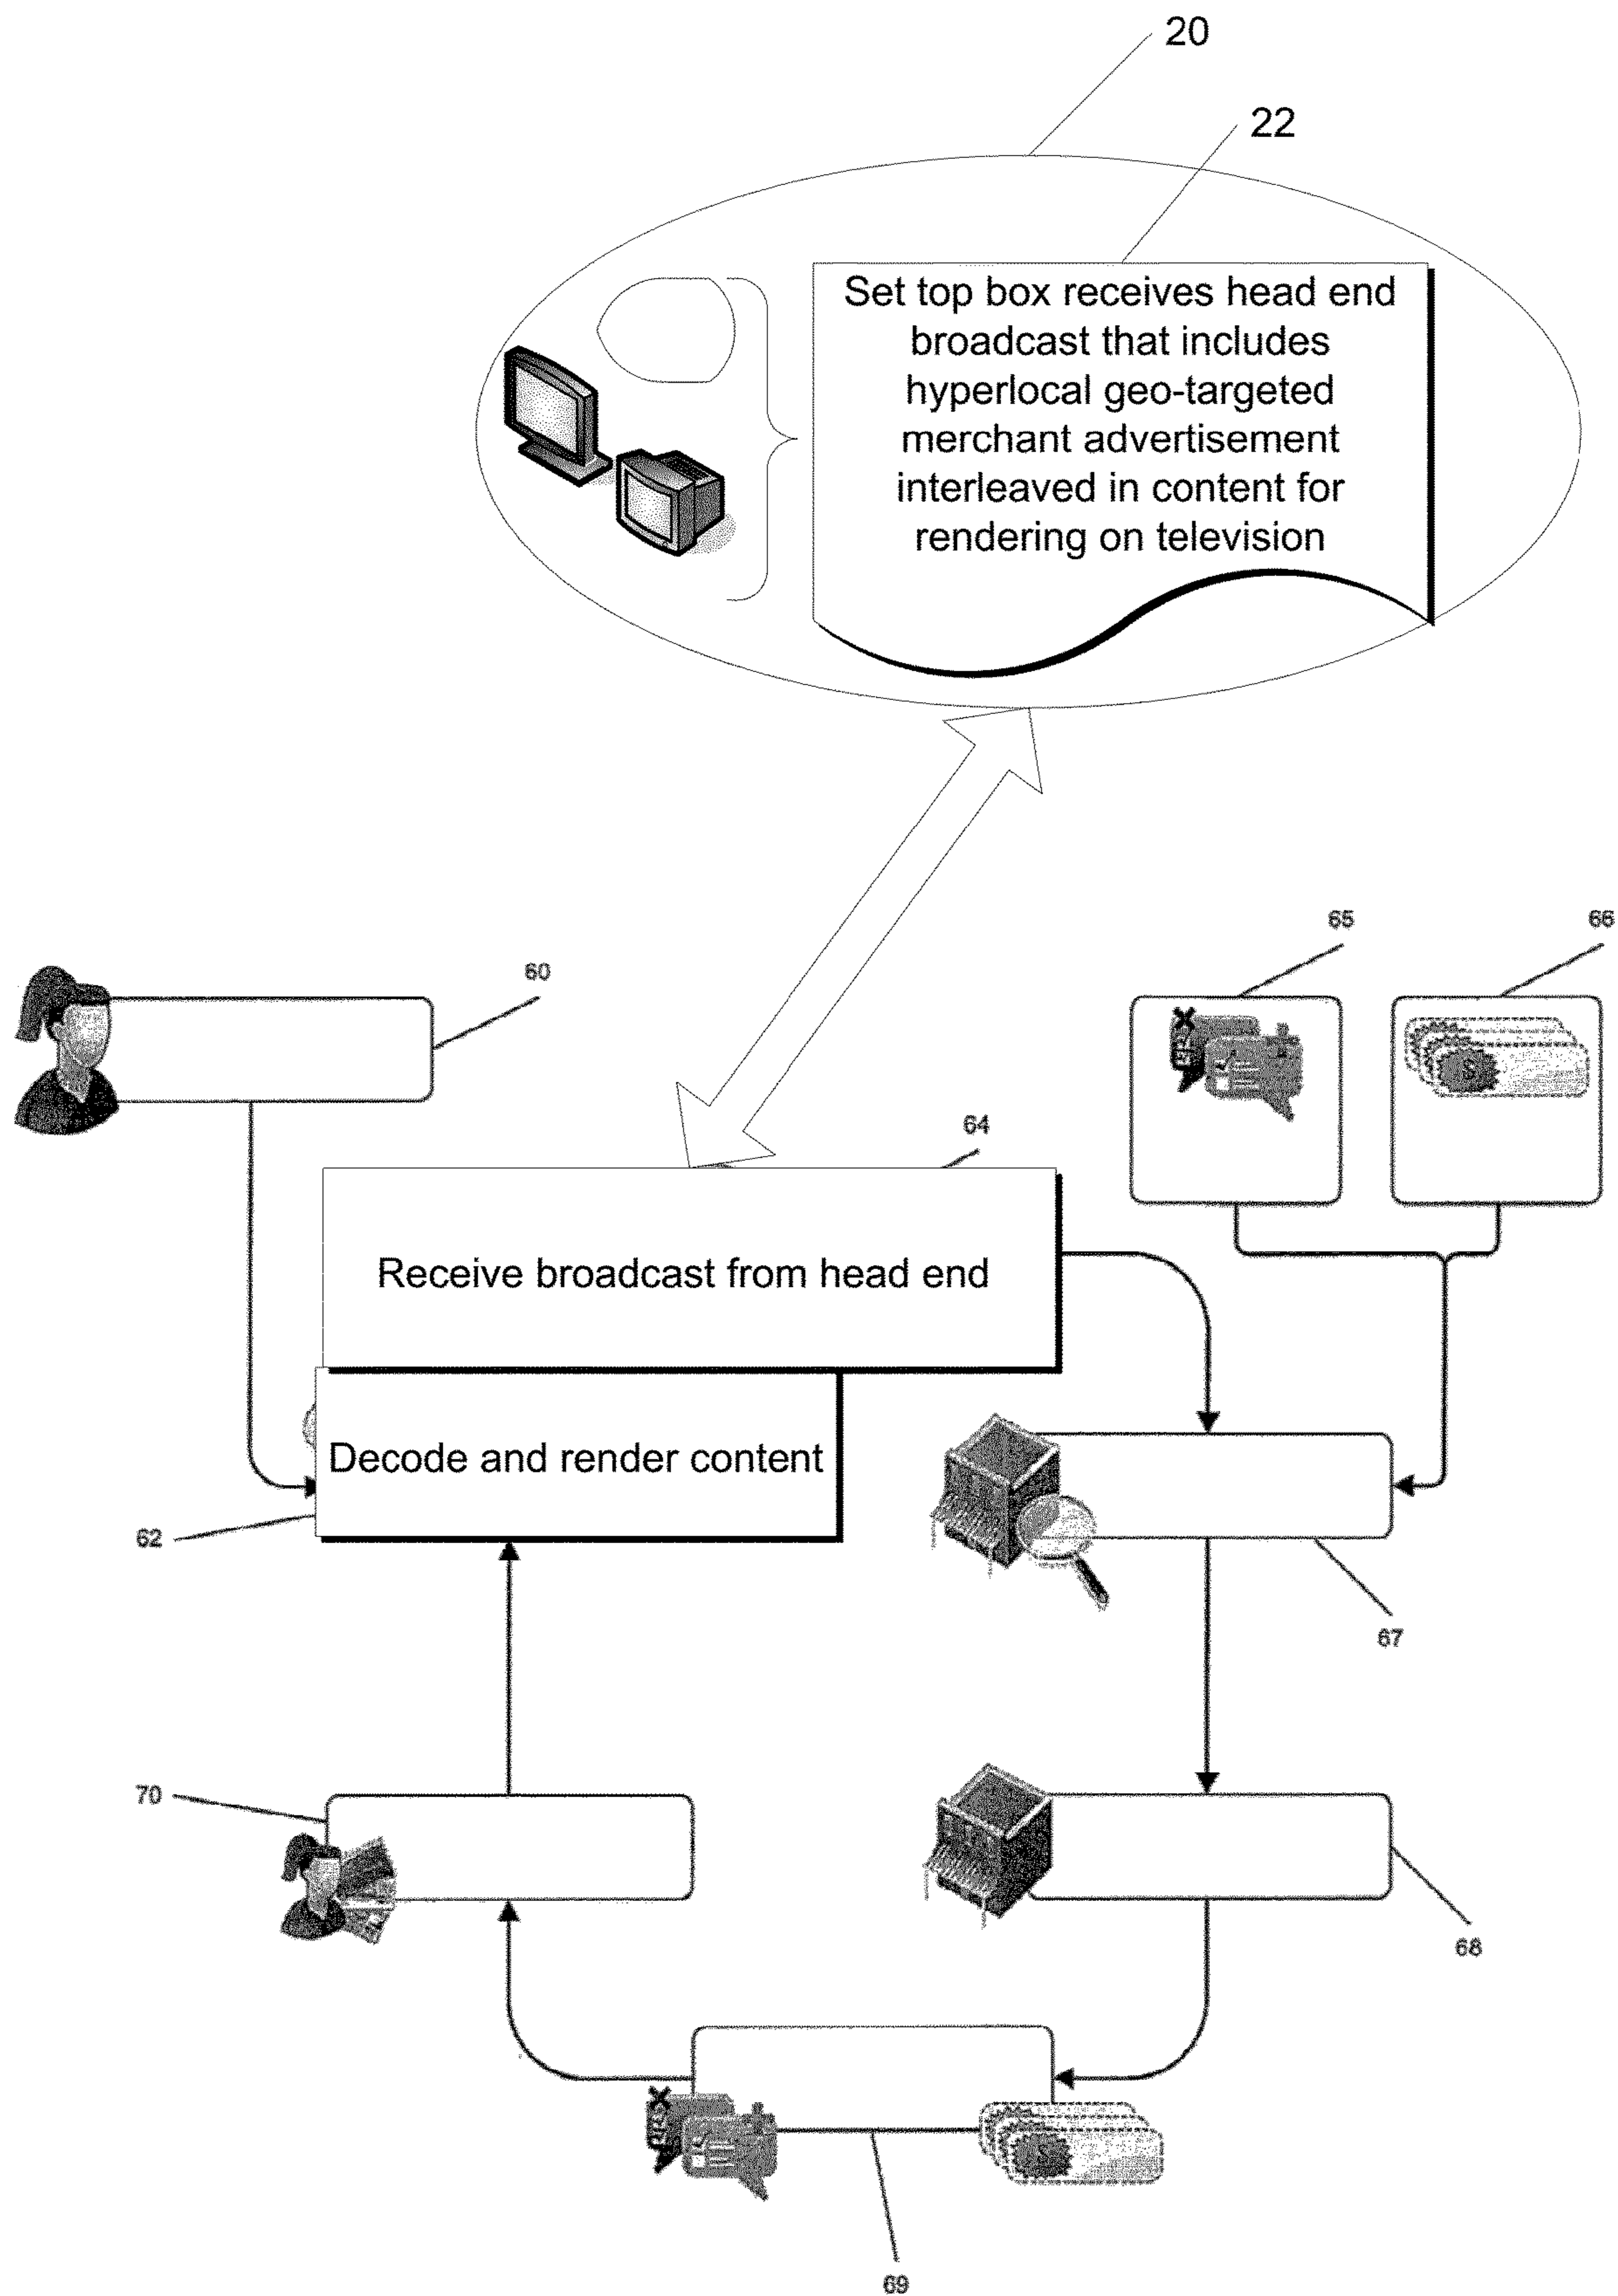 20
22
Set top box receives head end
broadcast that includes
hyperlocal geo-targeted
merchant advertisement
interleaved in content for
rendering on television
65
66
60
64
Receive broadcast from head end
Decode and render content
62
67
70
68
69